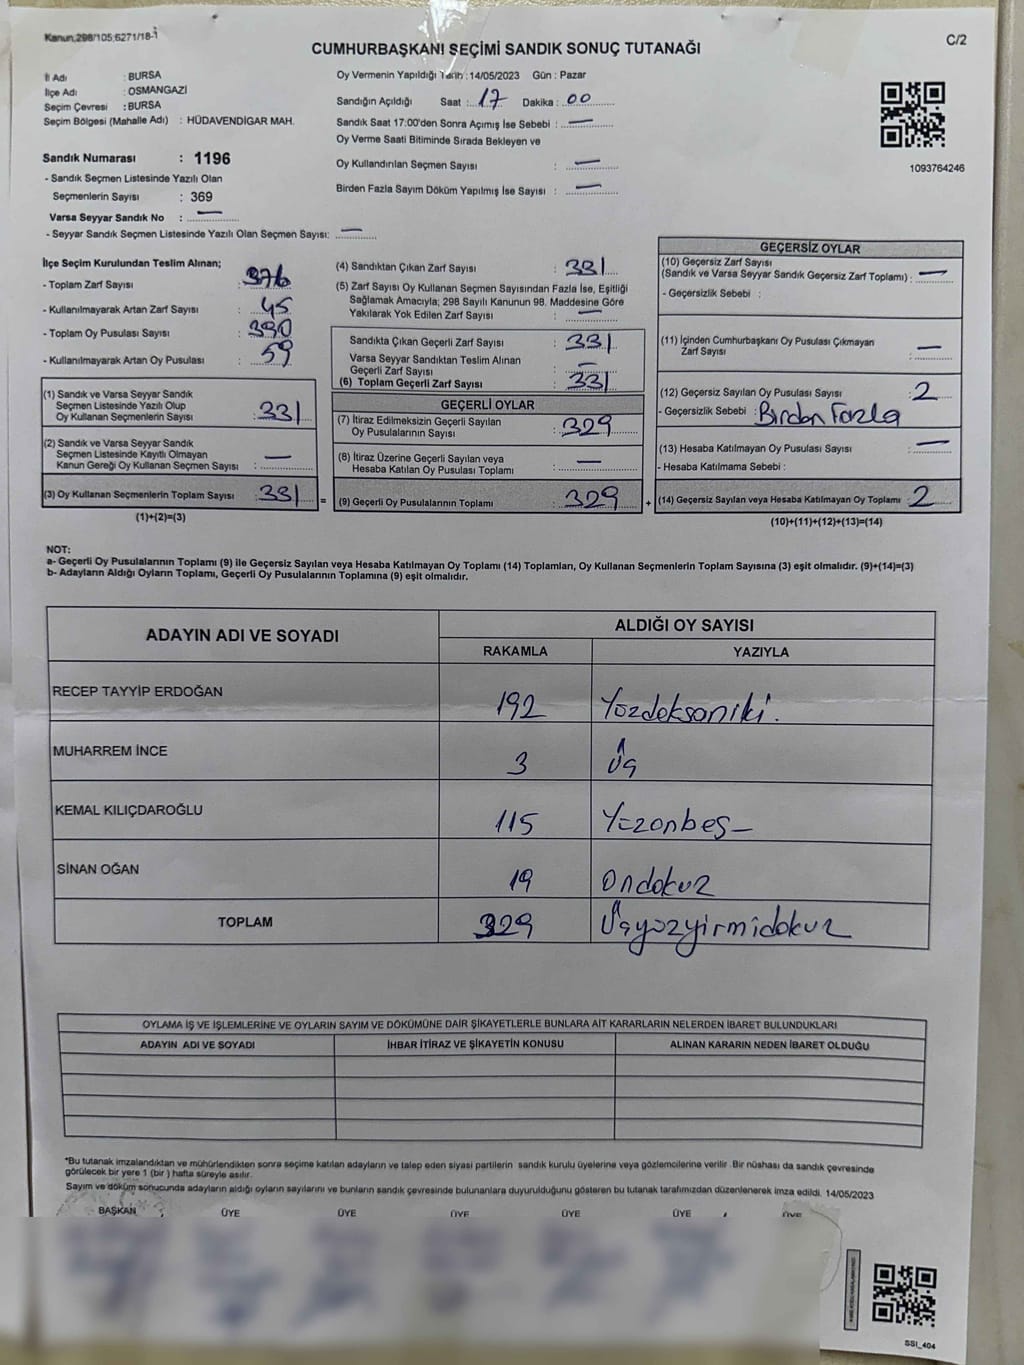 Kanun,298/105;6271/18-1
C/2
CUMHURBAŞKANI SEÇİMİ SANDIK SONUÇ TUTANAĞI
İl Adı : BURSA
İlçe Adı : OSMANGAZİ
Seçim Çevresi : BURSA
Seçim Bölgesi (Mahalle Adı) : HÜDAVENDİGAR MAH.
Sandık Numarası : 1196
- Sandık Seçmen Listesinde Yazılı Olan
Seçmenlerin Sayısı : 369
Varsa Seyyar Sandık No : —
- Seyyar Sandık Seçmen Listesinde Yazılı Olan Seçmen Sayısı: —
Oy Vermenin Yapıldığı Tarih :14/05/2023 Gün : Pazar
Sandığın Açıldığı Saat : 17 Dakika : 00
Sandık Saat 17:00'den Sonra Açımış İse Sebebi : —
Oy Verme Saati Bitiminde Sırada Bekleyen ve
Oy Kullandırılan Seçmen Sayısı : —
Birden Fazla Sayım Döküm Yapılmış İse Sayısı : —
1093764246
İlçe Seçim Kurulundan Teslim Alınan;
- Toplam Zarf Sayısı : 376
- Kullanılmayarak Artan Zarf Sayısı : 45
- Toplam Oy Pusulası Sayısı : 390
- Kullanılmayarak Artan Oy Pusulası : 59
(1) Sandık ve Varsa Seyyar Sandık
Seçmen Listesinde Yazılı Olup
Oy Kullanan Seçmenlerin Sayısı : 331
(2) Sandık ve Varsa Seyyar Sandık
Seçmen Listesinde Kayıtlı Olmayan
Kanun Gereği Oy Kullanan Seçmen Sayısı : —
(3) Oy Kullanan Seçmenlerin Toplam Sayısı : 331 =
(1)+(2)=(3)
(4) Sandıktan Çıkan Zarf Sayısı : 331
(5) Zarf Sayısı Oy Kullanan Seçmen Sayısından Fazla İse, Eşitliği
Sağlamak Amacıyla; 298 Sayılı Kanunun 98. Maddesine Göre
Yakılarak Yok Edilen Zarf Sayısı : —
Sandıkta Çıkan Geçerli Zarf Sayısı : 331
Varsa Seyyar Sandıktan Teslim Alınan
Geçerli Zarf Sayısı : —
(6) Toplam Geçerli Zarf Sayısı : 331
GEÇERLİ OYLAR
(7) İtiraz Edilmeksizin Geçerli Sayılan
Oy Pusulalarının Sayısı : 329
(8) İtiraz Üzerine Geçerli Sayılan veya
Hesaba Katılan Oy Pusulası Toplamı : —
(9) Geçerli Oy Pusulalarının Toplamı : 329 +
GEÇERSİZ OYLAR
(10) Geçersiz Zarf Sayısı
(Sandık ve Varsa Seyyar Sandık Geçersiz Zarf Toplamı) : —
- Geçersizlik Sebebi :
(11) İçinden Cumhurbaşkanı Oy Pusulası Çıkmayan
Zarf Sayısı : —
(12) Geçersiz Sayılan Oy Pusulası Sayısı : 2
- Geçersizlik Sebebi : Birden Fazla
(13) Hesaba Katılmayan Oy Pusulası Sayısı : —
- Hesaba Katılmama Sebebi :
(14) Geçersiz Sayılan veya Hesaba Katılmayan Oy Toplamı : 2
(10)+(11)+(12)+(13)=(14)
NOT:
a- Geçerli Oy Pusulalarının Toplamı (9) ile Geçersiz Sayılan veya Hesaba Katılmayan Oy Toplamı (14) Toplamları, Oy Kullanan Seçmenlerin Toplam Sayısına (3) eşit olmalıdır. (9)+(14)=(3)
b- Adayların Aldığı Oyların Toplamı, Geçerli Oy Pusulalarının Toplamına (9) eşit olmalıdır.
ADAYIN ADI VE SOYADI
ALDIĞI OY SAYISI
RAKAMLA YAZIYLA
RECEP TAYYİP ERDOĞAN 192 Yüzdoksaniki.
MUHARREM İNCE 3 Üç
KEMAL KILIÇDAROĞLU 115 Yüzonbeş
SİNAN OĞAN 19 Ondokuz
TOPLAM 329 Üçyüzyirmidokuz
OYLAMA İŞ VE İŞLEMLERİNE VE OYLARIN SAYIM VE DÖKÜMÜNE DAİR ŞİKAYETLERLE BUNLARA AİT KARARLARIN NELERDEN İBARET BULUNDUKLARI
ADAYIN ADI VE SOYADI İHBAR İTİRAZ VE ŞİKAYETİN KONUSU ALINAN KARARIN NEDEN İBARET OLDUĞU
*Bu tutanak imzalandıktan ve mühürlendikten sonra seçime katılan adayların ve talep eden siyasi partilerin sandık kurulu üyelerine veya gözlemcilerine verilir. Bir nüshası da sandık çevresinde
görülecek bir yere 1 (bir) hafta süreyle asılır.
Sayım ve döküm sonucunda adayların aldığı oyların sayılarını ve bunların sandık çevresinde bulunanlara duyurulduğunu gösteren bu tutanak tarafımızdan düzenlenerek imza edildi. 14/05/2023
BAŞKAN ÜYE ÜYE ÜYE ÜYE ÜYE ÜYE
SSI_404